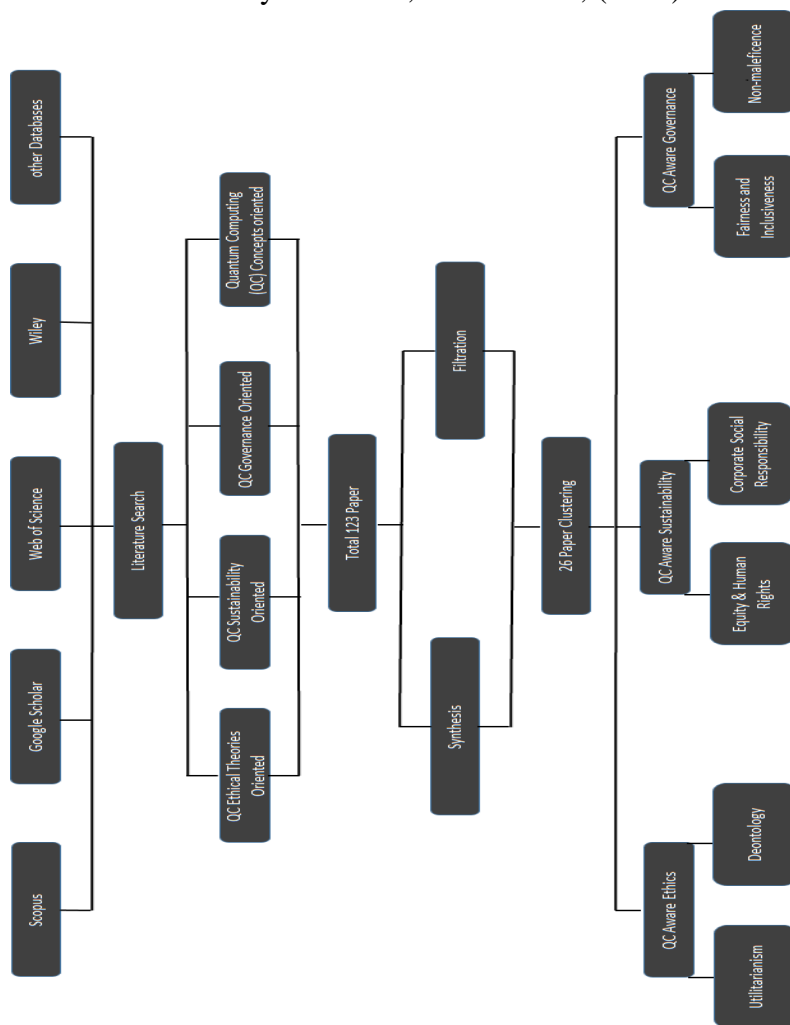 Scopus
Google Scholar
Web of Science
Wiley
other Databases
Literature Search
QC Ethical Theories
Oriented
QC Sustainability
Oriented
QC Governance Oriented
Quantum Computing
(QC) Concepts oriented
Total 123 Paper
Synthesis
Filtration
26 Paper Clustering
QC Aware Ethics
QC Aware Sustainability
QC Aware Governance
Utilitarianism
Deontology
Equity & Human
Rights
Corporate Social
Responsibility
Fairness and
Inclusiveness
Non-maleficence